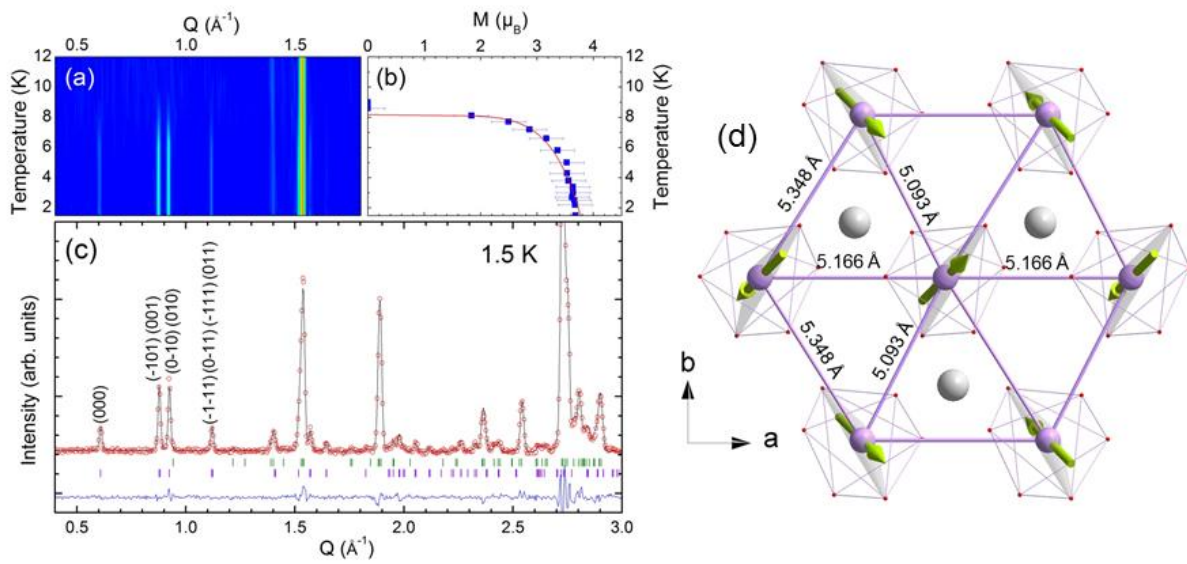 Q (Å⁻¹)
0.5 1.0 1.5
M (μB)
0 1 2 3 4
(a)
(b)
Temperature (K)
12
10
8
6
4
2
12
10
8
6
4
2
Temperature (K)
(c)
1.5 K
Intensity (arb. units)
(000)
(-101) (001)
(0-10) (010)
(-1-11) (0-11) (-111) (011)
0.5 1.0 1.5 2.0 2.5 3.0
Q (Å⁻¹)
(d)
5.348 Å
5.093 Å
5.166 Å
5.166 Å
5.348 Å
5.093 Å
b
a